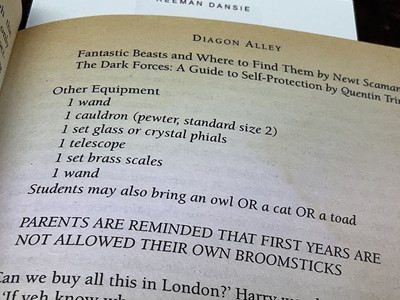 EEMAN DANSIE
DIAGON ALLEY
Fantastic Beasts and Where to Find Them by Newt Scaman
The Dark Forces: A Guide to Self-Protection by Quentin Trim
Other Equipment
1 wand
1 cauldron (pewter, standard size 2)
1 set glass or crystal phials
1 telescope
1 set brass scales
1 wand
Students may also bring an owl OR a cat OR a toad
PARENTS ARE REMINDED THAT FIRST YEARS ARE
NOT ALLOWED THEIR OWN BROOMSTICKS
Can we buy all this in London?' Harry
'If yeh know